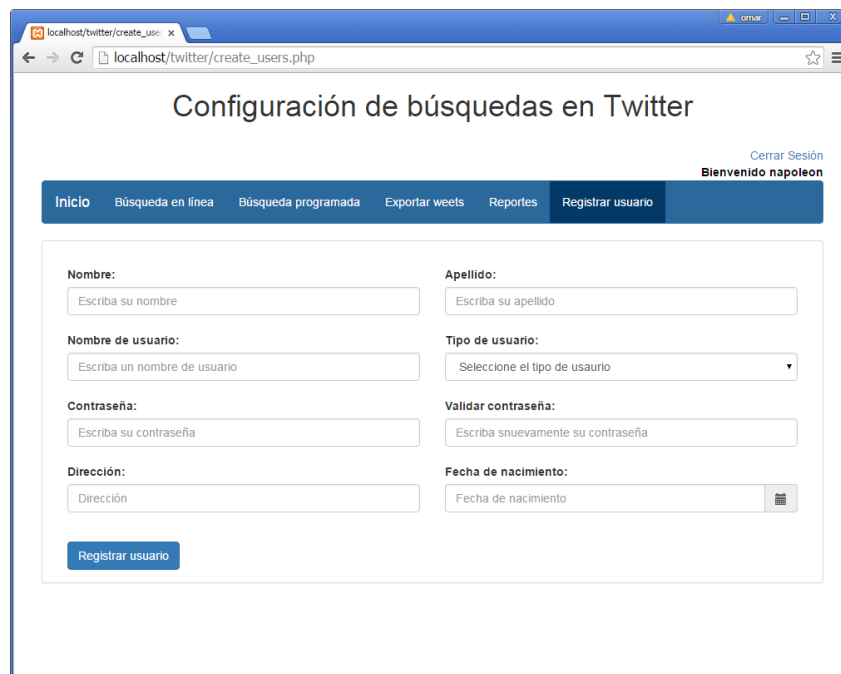 omar
localhost/twitter/create_use
localhost/twitter/create_users.php
Configuración de búsquedas en Twitter
Cerrar Sesión
Bienvenido napoleon
Inicio Búsqueda en línea Búsqueda programada Exportar weets Reportes Registrar usuario
Nombre: Apellido:
Escriba su nombre Escriba su apellido
Nombre de usuario: Tipo de usuario:
Escriba un nombre de usuario Seleccione el tipo de usaurio
Contraseña: Validar contraseña:
Escriba su contraseña Escriba snuevamente su contraseña
Dirección: Fecha de nacimiento:
Dirección Fecha de nacimiento
Registrar usuario